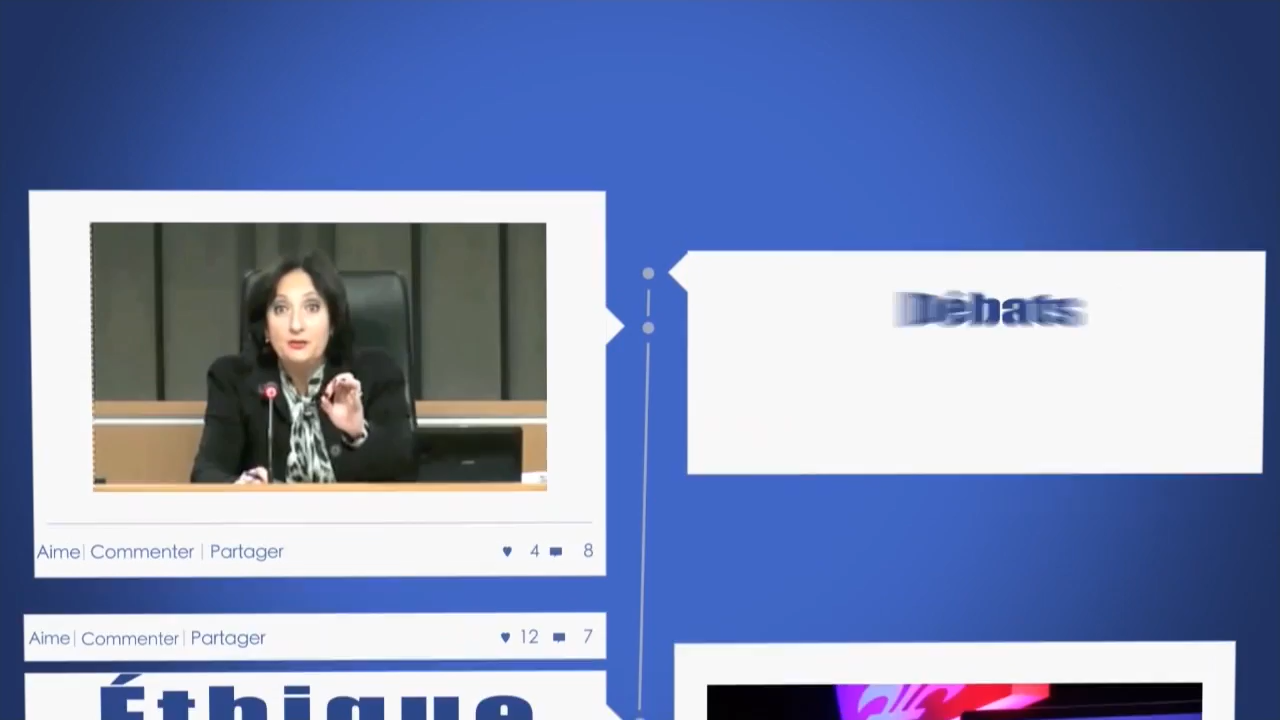 Débats
Aime | Commenter | Partager 4 8
Aime | Commenter | Partager 12 7
Éthique